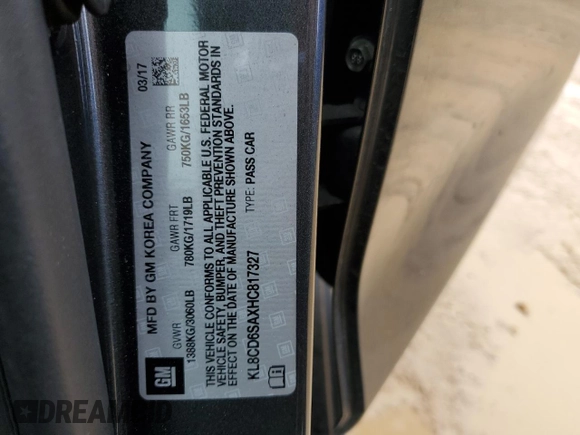 MFD BY GM KOREA COMPANY 03/17
GVWR GAWR FRT GAWR RR
1388KG/3060LB 780KG/1719LB 750KG/1653LB
THIS VEHICLE CONFORMS TO ALL APPLICABLE U.S. FEDERAL MOTOR
VEHICLE SAFETY, BUMPER, AND THEFT PREVENTION STANDARDS IN
EFFECT ON THE DATE OF MANUFACTURE SHOWN ABOVE.
KL8CD6SAXHC817327 TYPE: PASS CAR
GM